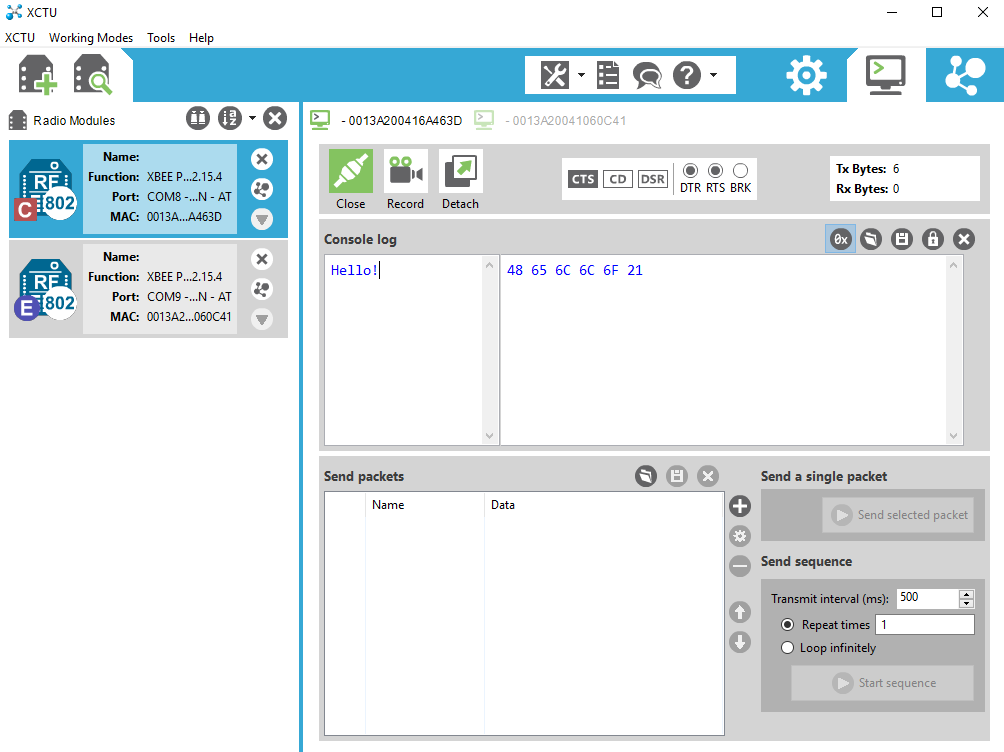 XCTU
XCTU Working Modes Tools Help
Radio Modules
- 0013A200416A463D - 0013A20041060C41
Name:
Function: XBEE P...2.15.4
Port: COM8 -...N - AT
MAC: 0013A...A463D
RF
802
C
Name:
Function: XBEE P...2.15.4
Port: COM9 -...N - AT
MAC: 0013A2...060C41
RF
802
E
Close Record Detach
CTS CD DSR
DTR RTS BRK
Tx Bytes: 6
Rx Bytes: 0
Console log
0x
Hello! 48 65 6C 6C 6F 21
Send packets
Name Data
Send a single packet
Send selected packet
Send sequence
Transmit interval (ms): 500
Repeat times 1
Loop infinitely
Start sequence